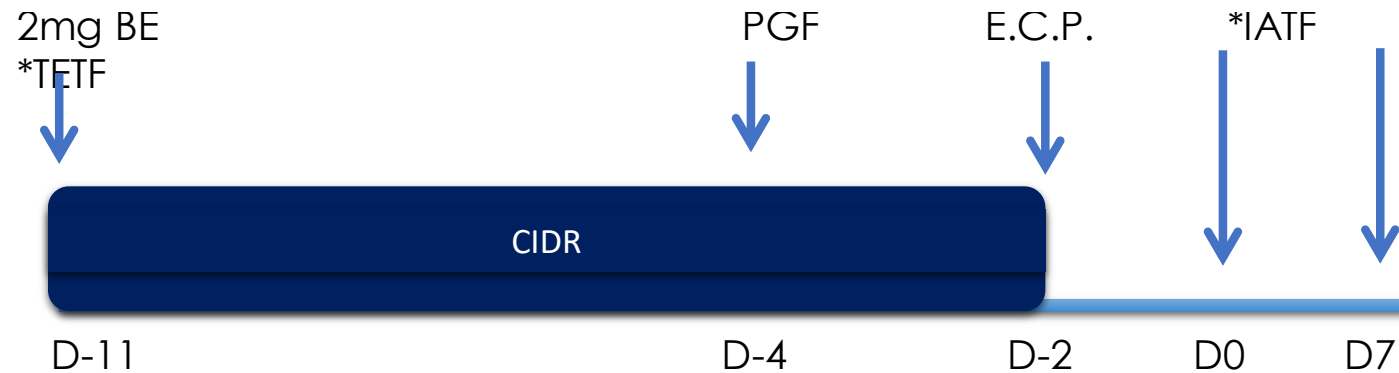 2mg BE
*TETF
PGF
E.C.P.
*IATF
CIDR
D-11
D-4
D-2
D0
D7